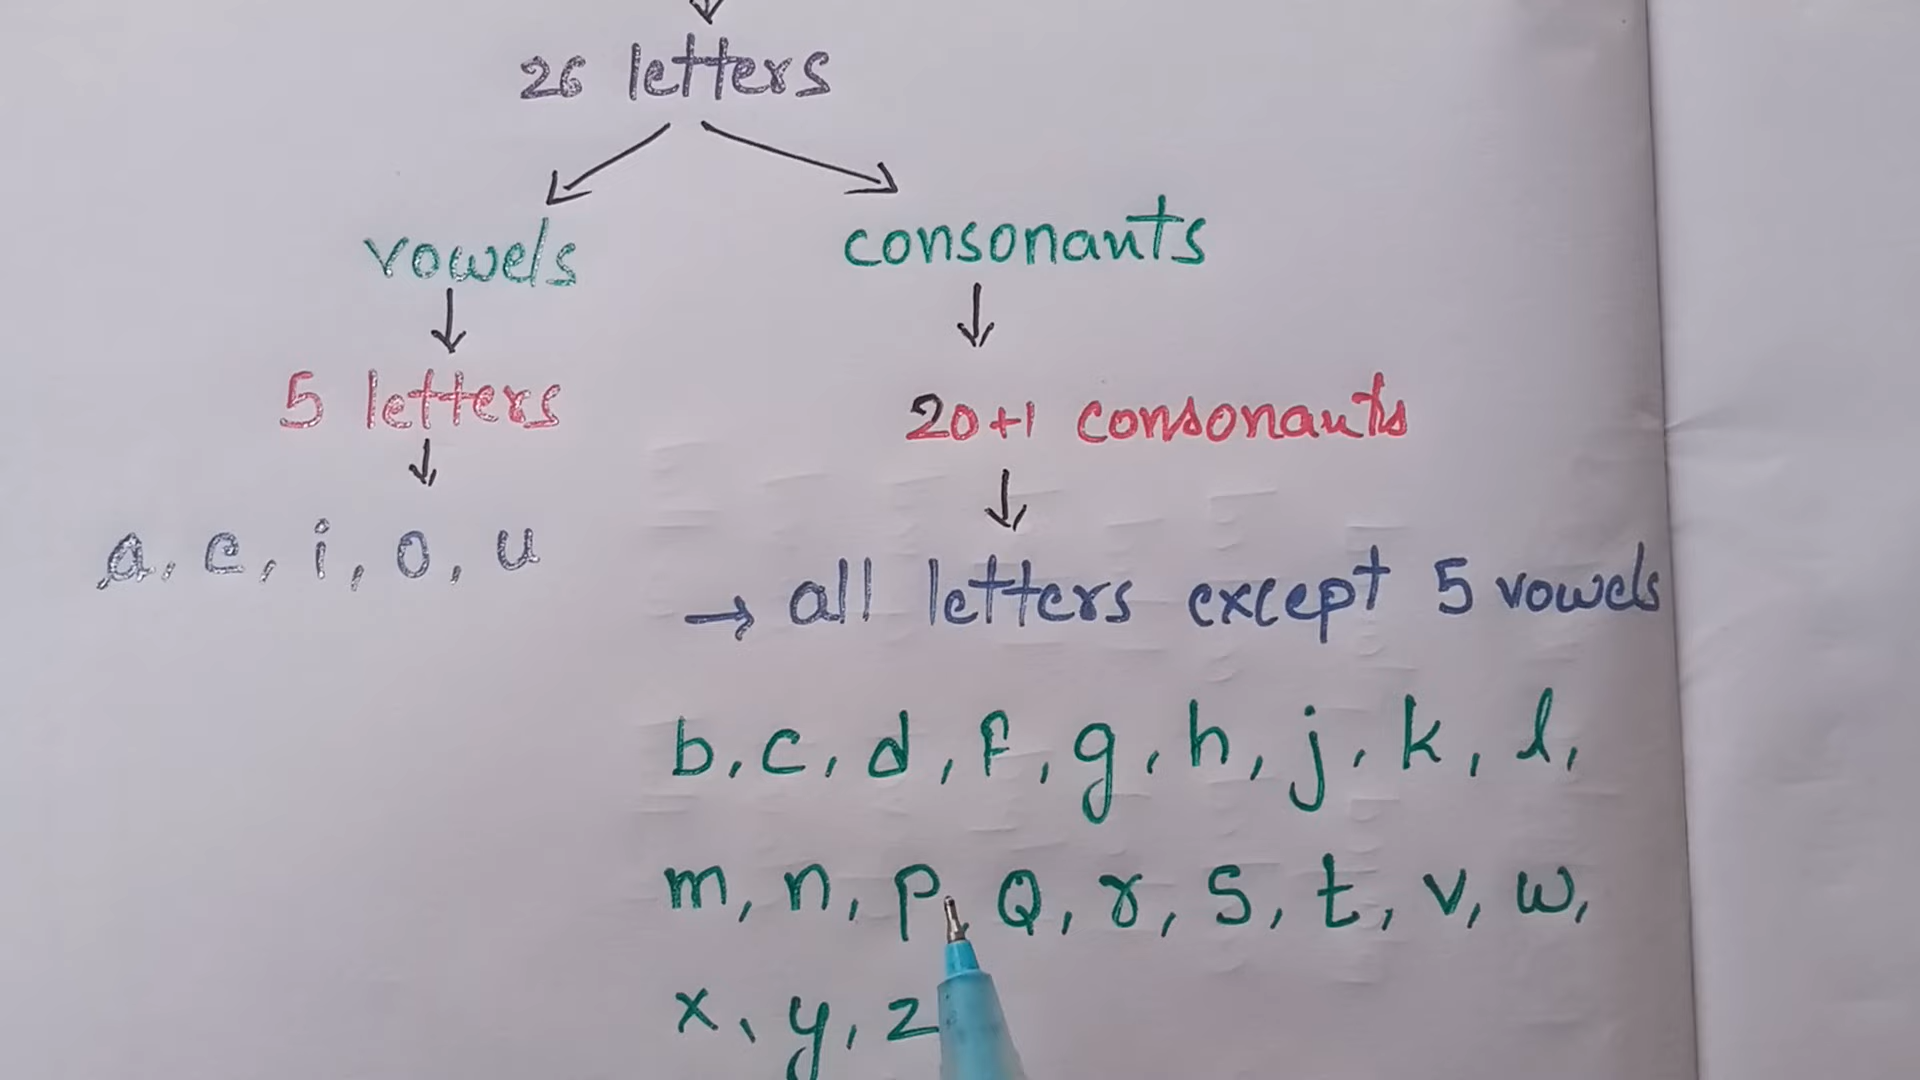 26 letters
vowels
consonants
5 letters
20+1 consonants
a, e, i, o, u
→ all letters except 5 vowels
b, c, d, f, g, h, j, k, l,
m, n, p, Q, r, s, t, v, w,
x, y, z